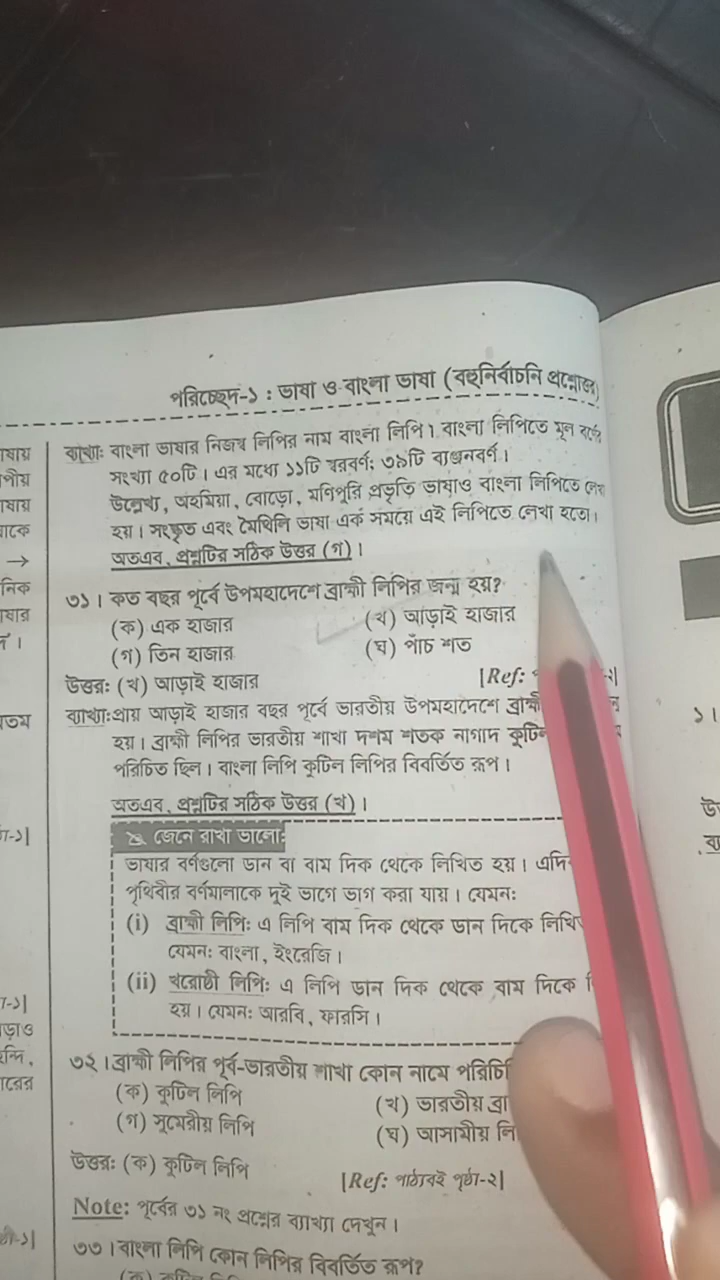 পরিচ্ছেদ-১ : ভাষা ও বাংলা ভাষা (বহুনির্বাচনি প্রশ্নোত্তর)
ব্যাখ্যা: বাংলা ভাষার নিজস্ব লিপির নাম বাংলা লিপি। বাংলা লিপিতে মূল বর্ণের
সংখ্যা ৫০টি। এর মধ্যে ১১টি স্বরবর্ণ; ৩৯টি ব্যঞ্জনবর্ণ।
উল্লেখ্য, অহমিয়া, বোড়ো, মণিপুরি প্রভৃতি ভাষাও বাংলা লিপিতে লেখা
হয়। সংস্কৃত এবং মৈথিলি ভাষা এক সময়ে এই লিপিতে লেখা হতো।
অতএব, প্রশ্নটির সঠিক উত্তর (গ)।
৩১। কত বছর পূর্বে উপমহাদেশে ব্রাহ্মী লিপির জন্ম হয়?
(ক) এক হাজার (খ) আড়াই হাজার
(গ) তিন হাজার (ঘ) পাঁচ শত
উত্তর: (খ) আড়াই হাজার [Ref:
ব্যাখ্যা:প্রায় আড়াই হাজার বছর পূর্বে ভারতীয় উপমহাদেশে ব্রাহ্মী
হয়। ব্রাহ্মী লিপির ভারতীয় শাখা দশম শতক নাগাদ কুটিল
পরিচিত ছিল। বাংলা লিপি কুটিল লিপির বিবর্তিত রূপ।
অতএব, প্রশ্নটির সঠিক উত্তর (খ)।
জেনে রাখা ভালো:
ভাষার বর্ণগুলো ডান বা বাম দিক থেকে লিখিত হয়। এদি
পৃথিবীর বর্ণমালাকে দুই ভাগে ভাগ করা যায়। যেমন:
(i) ব্রাহ্মী লিপি: এ লিপি বাম দিক থেকে ডান দিকে লিখি
যেমন: বাংলা, ইংরেজি।
(ii) খরোষ্ঠী লিপি: এ লিপি ডান দিক থেকে বাম দিকে
হয়। যেমন: আরবি, ফারসি।
৩২।ব্রাহ্মী লিপির পূর্ব-ভারতীয় শাখা কোন নামে পরিচি
(ক) কুটিল লিপি (খ) ভারতীয় ব্রা
(গ) সুমেরীয় লিপি (ঘ) আসামীয় লি
উত্তর: (ক) কুটিল লিপি [Ref: পাঠ্যবই পৃষ্ঠা-২]
Note: পূর্বের ৩১ নং প্রশ্নের ব্যাখ্যা দেখুন।
৩৩।বাংলা লিপি কোন লিপির বিবর্তিত রূপ?